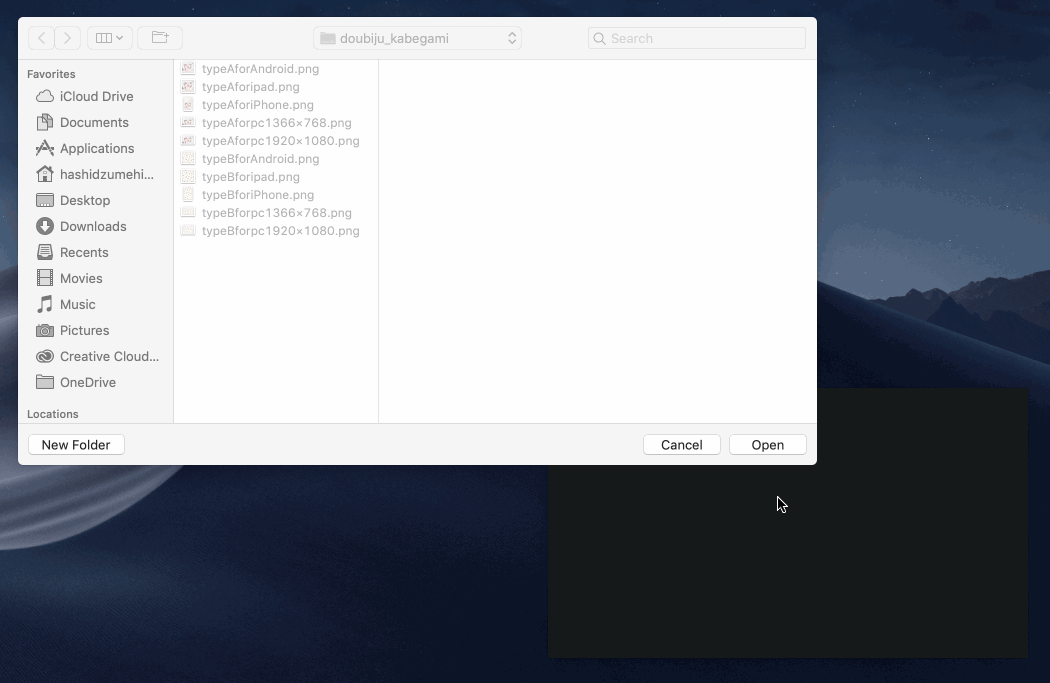 doubiju_kabegami
Search
Favorites
iCloud Drive
Documents
Applications
hashidzumehi...
Desktop
Downloads
Recents
Movies
Music
Pictures
Creative Cloud...
OneDrive
Locations
typeAforAndroid.png
typeAforipad.png
typeAforiPhone.png
typeAforpc1366×768.png
typeAforpc1920×1080.png
typeBforAndroid.png
typeBforipad.png
typeBforiPhone.png
typeBforpc1366×768.png
typeBforpc1920×1080.png
New Folder
Cancel
Open